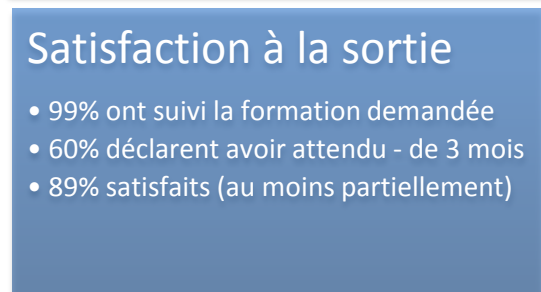 Satisfaction à la sortie
• 99% ont suivi la formation demandée
• 60% déclarent avoir attendu - de 3 mois
• 89% satisfaits (au moins partiellement)